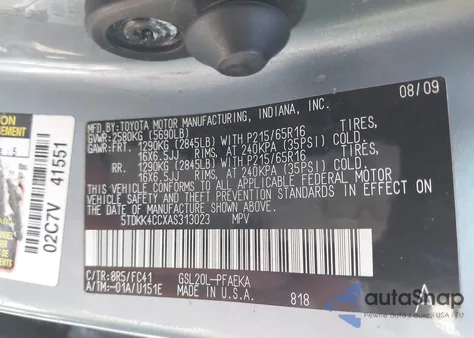 MFD. BY:TOYOTA MOTOR MANUFACTURING, INDIANA, INC. 08/09
GVWR:2580KG (5690LB)
GAWR:FRT. 1290KG (2845LB) WITH P215/65R16 TIRES,
16X6.5JJ RIMS, AT 240KPA (35PSI) COLD.
RR. 1290KG (2845LB) WITH P215/65R16 TIRES,
16X6.5JJ RIMS, AT 240KPA (35PSI) COLD.
THIS VEHICLE CONFORMS TO ALL APPLICABLE FEDERAL MOTOR
VEHICLE SAFETY AND THEFT PREVENTION STANDARDS IN EFFECT
ON THE DATE OF MANUFACTURE SHOWN ABOVE.
5TDKK4CCXAS313023 MPV
C/TR:8R5/FC41 GSL20L-PFAEKA
A/TM:-01A/U151E MADE IN U.S.A. 818
02C7V 41551
autoSnap